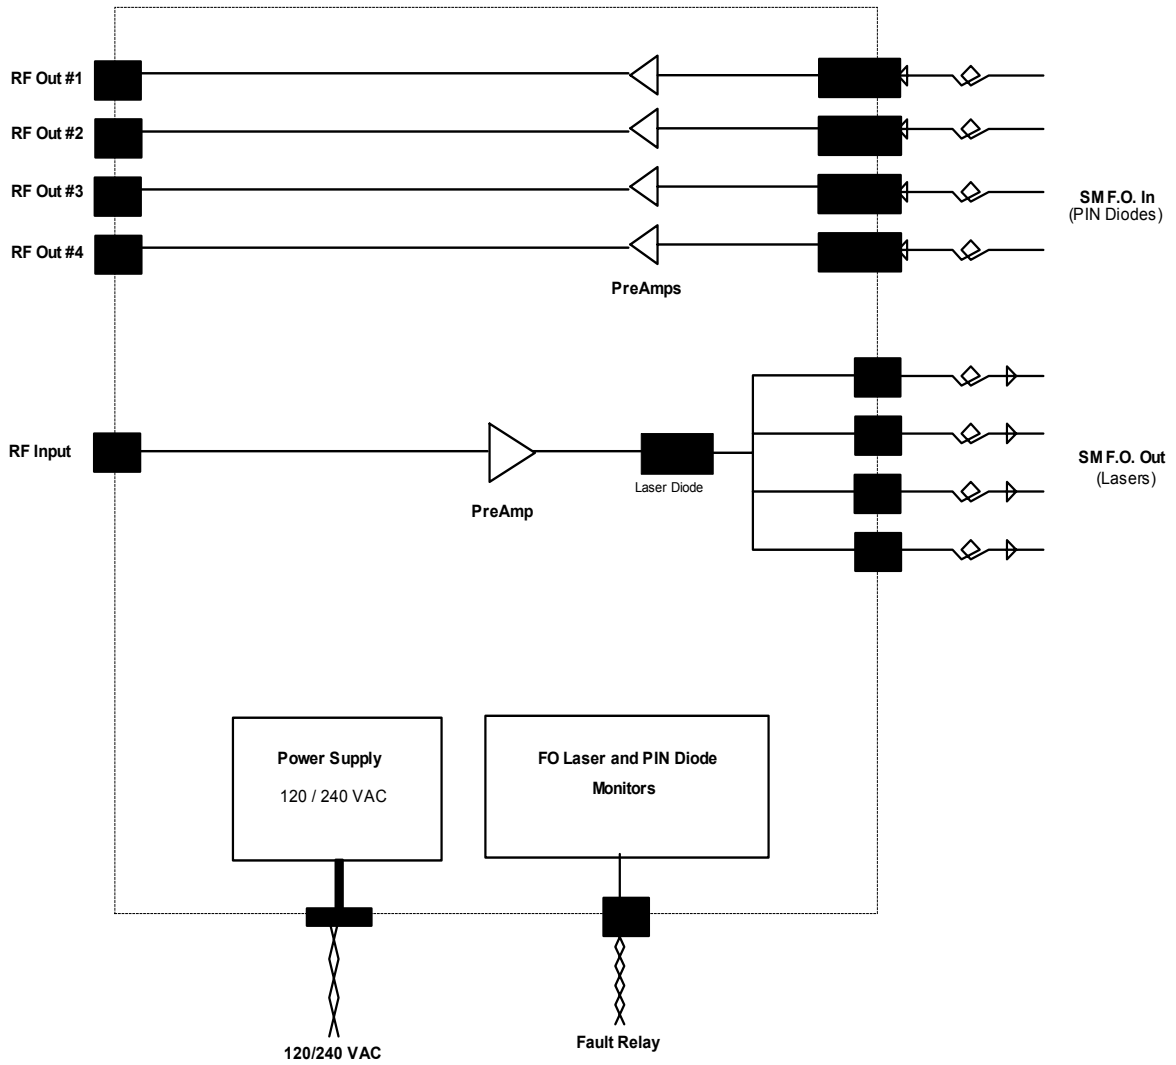 RF Out #1
RF Out #2
RF Out #3
RF Out #4
SM F.O. In
(PIN Diodes)
PreAmps
RF Input
PreAmp
Laser Diode
SM F.O. Out
(Lasers)
Power Supply
120 / 240 VAC
FO Laser and PIN Diode
Monitors
120/240 VAC
Fault Relay